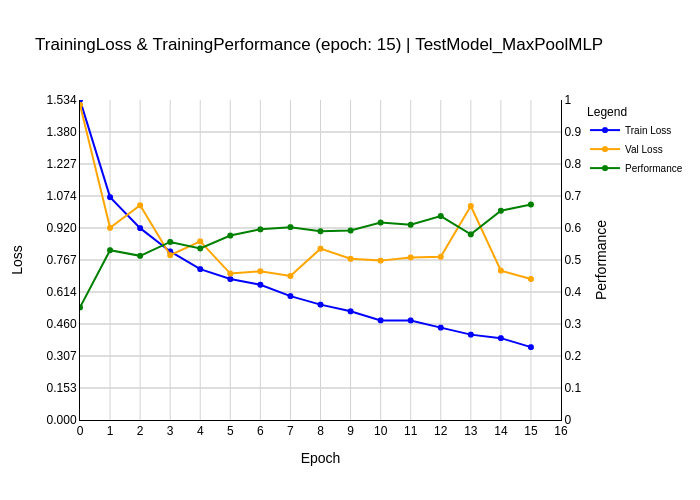 TrainingLoss & TrainingPerformance (epoch: 15) | TestModel_MaxPoolMLP
1.534
1.380
1.227
1.074
0.920
0.767
0.614
0.460
0.307
0.153
0.000
Loss
1
0.9
0.8
0.7
0.6
0.5
0.4
0.3
0.2
0.1
0
Performance
Legend
Train Loss
Val Loss
Performance
0 1 2 3 4 5 6 7 8 9 10 11 12 13 14 15 16
Epoch